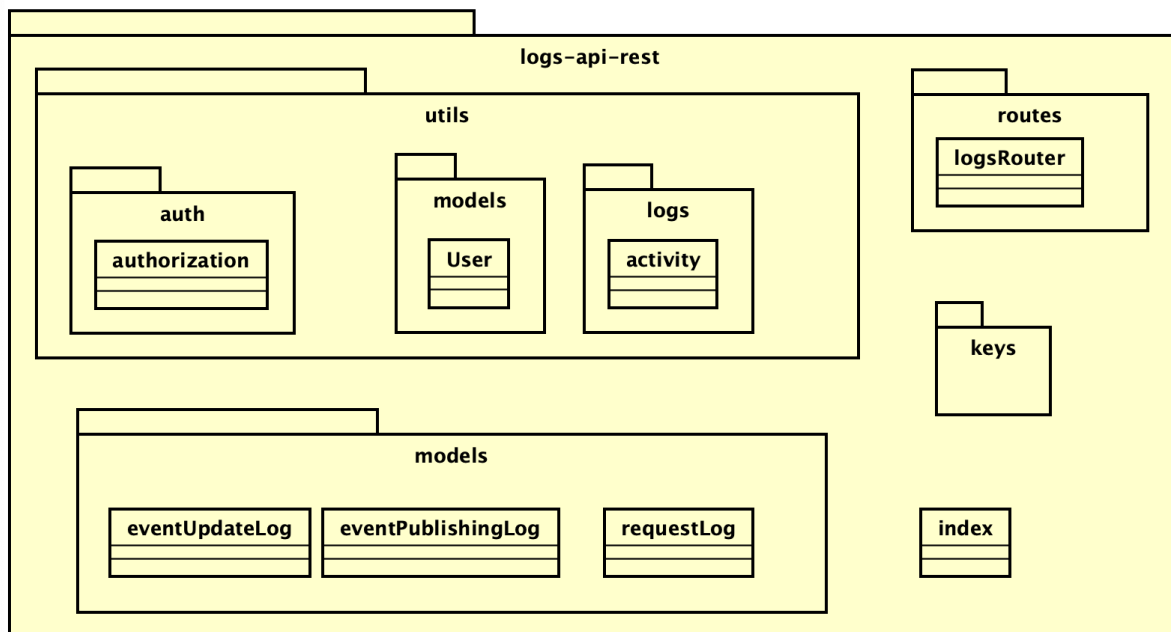 logs-api-rest
utils
routes
logsRouter
auth
models
logs
authorization
User
activity
keys
models
eventUpdateLog
eventPublishingLog
requestLog
index